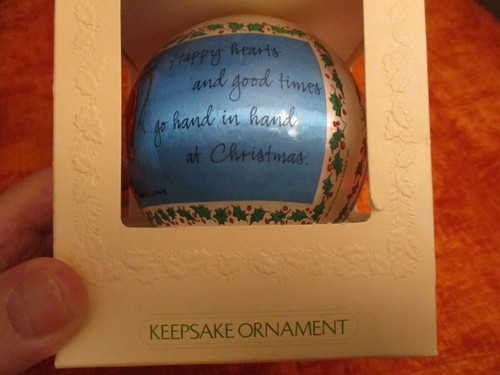 Happy hearts
and good times
go hand in hand
at Christmas.
KEEPSAKE ORNAMENT